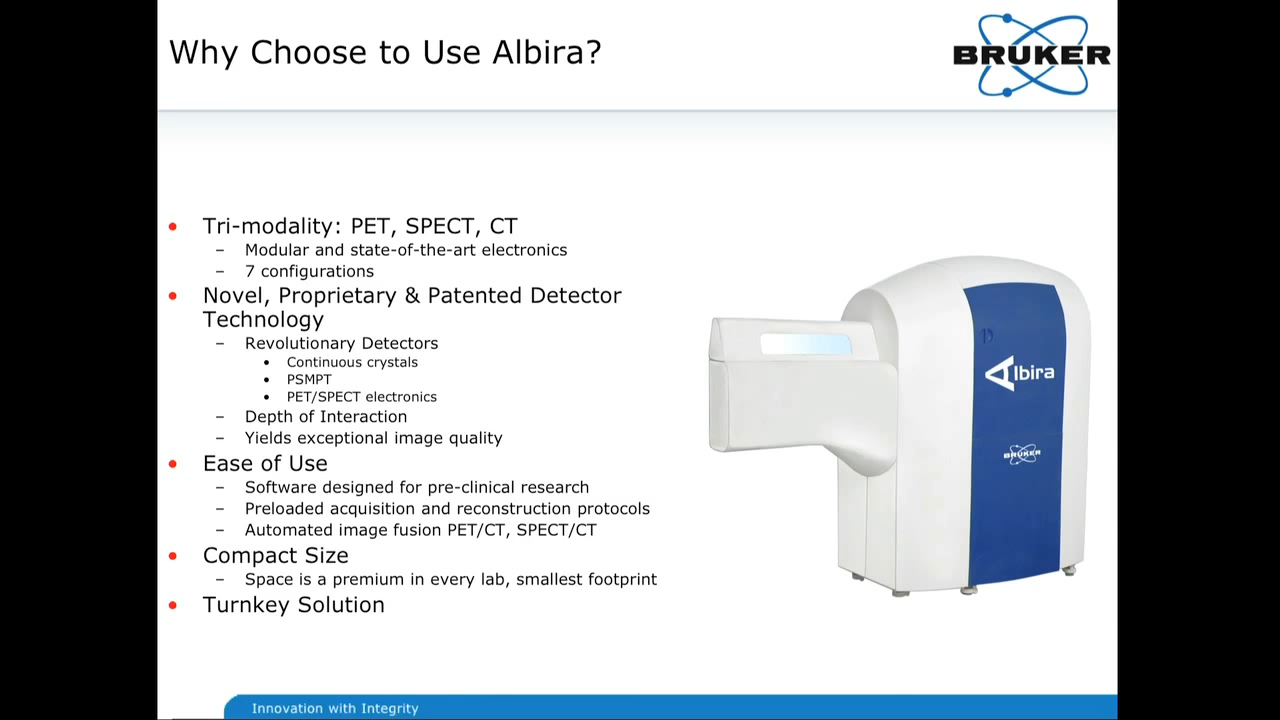 Why Choose to Use Albira?
BRUKER
• Tri-modality: PET, SPECT, CT
– Modular and state-of-the-art electronics
– 7 configurations
• Novel, Proprietary & Patented Detector
Technology
– Revolutionary Detectors
• Continuous crystals
• PSMPT
• PET/SPECT electronics
– Depth of Interaction
– Yields exceptional image quality
• Ease of Use
– Software designed for pre-clinical research
– Preloaded acquisition and reconstruction protocols
– Automated image fusion PET/CT, SPECT/CT
• Compact Size
– Space is a premium in every lab, smallest footprint
• Turnkey Solution
Albira
BRUKER
Innovation with Integrity